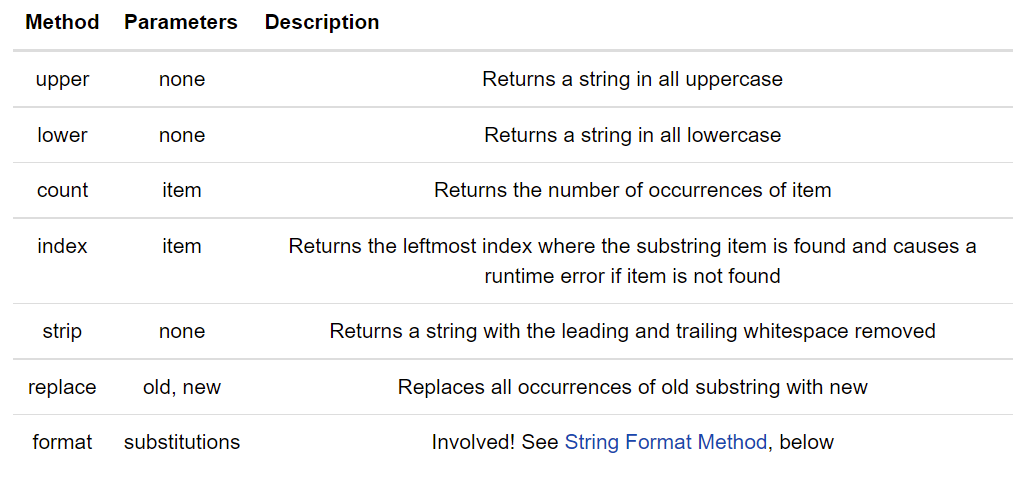 Method Parameters Description
upper none Returns a string in all uppercase
lower none Returns a string in all lowercase
count item Returns the number of occurrences of item
index item Returns the leftmost index where the substring item is found and causes a
runtime error if item is not found
strip none Returns a string with the leading and trailing whitespace removed
replace old, new Replaces all occurrences of old substring with new
format substitutions Involved! See String Format Method, below